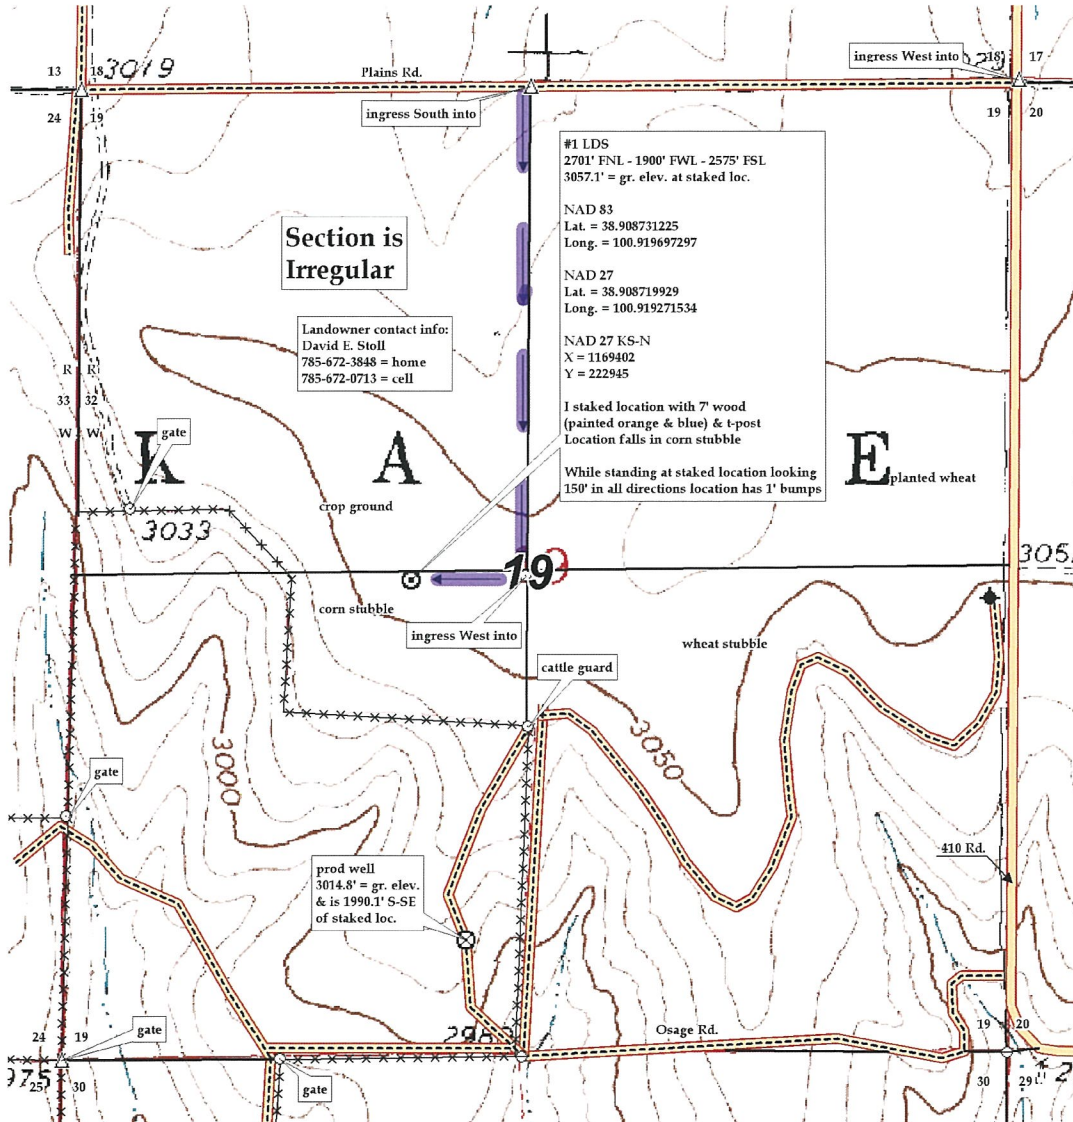 13
18
3019
Plains Rd.
ingress West into
18
17
24
19
ingress South into
19
20
#1 LDS
2701' FNL - 1900' FWL - 2575' FSL
3057.1' = gr. elev. at staked loc.
NAD 83
Lat. = 38.908731225
Long. = 100.919697297
NAD 27
Lat. = 38.908719929
Long. = 100.919271534
NAD 27 KS-N
X = 1169402
Y = 222945
I staked location with 7' wood
(painted orange & blue) & t-post
Location falls in corn stubble
While standing at staked location looking
150' in all directions location has 1' bumps
Section is
Irregular
Landowner contact info:
David E. Stoll
785-672-3848 = home
785-672-0713 = cell
R R
33 32
W W
gate
K A E
planted wheat
crop ground
3033
305
19
corn stubble
ingress West into
wheat stubble
cattle guard
3050
3000
gate
410 Rd.
prod well
3014.8' = gr. elev.
& is 1990.1' S-SE
of staked loc.
24
19
gate
Osage Rd.
19
20
975
25
30
gate
30
29